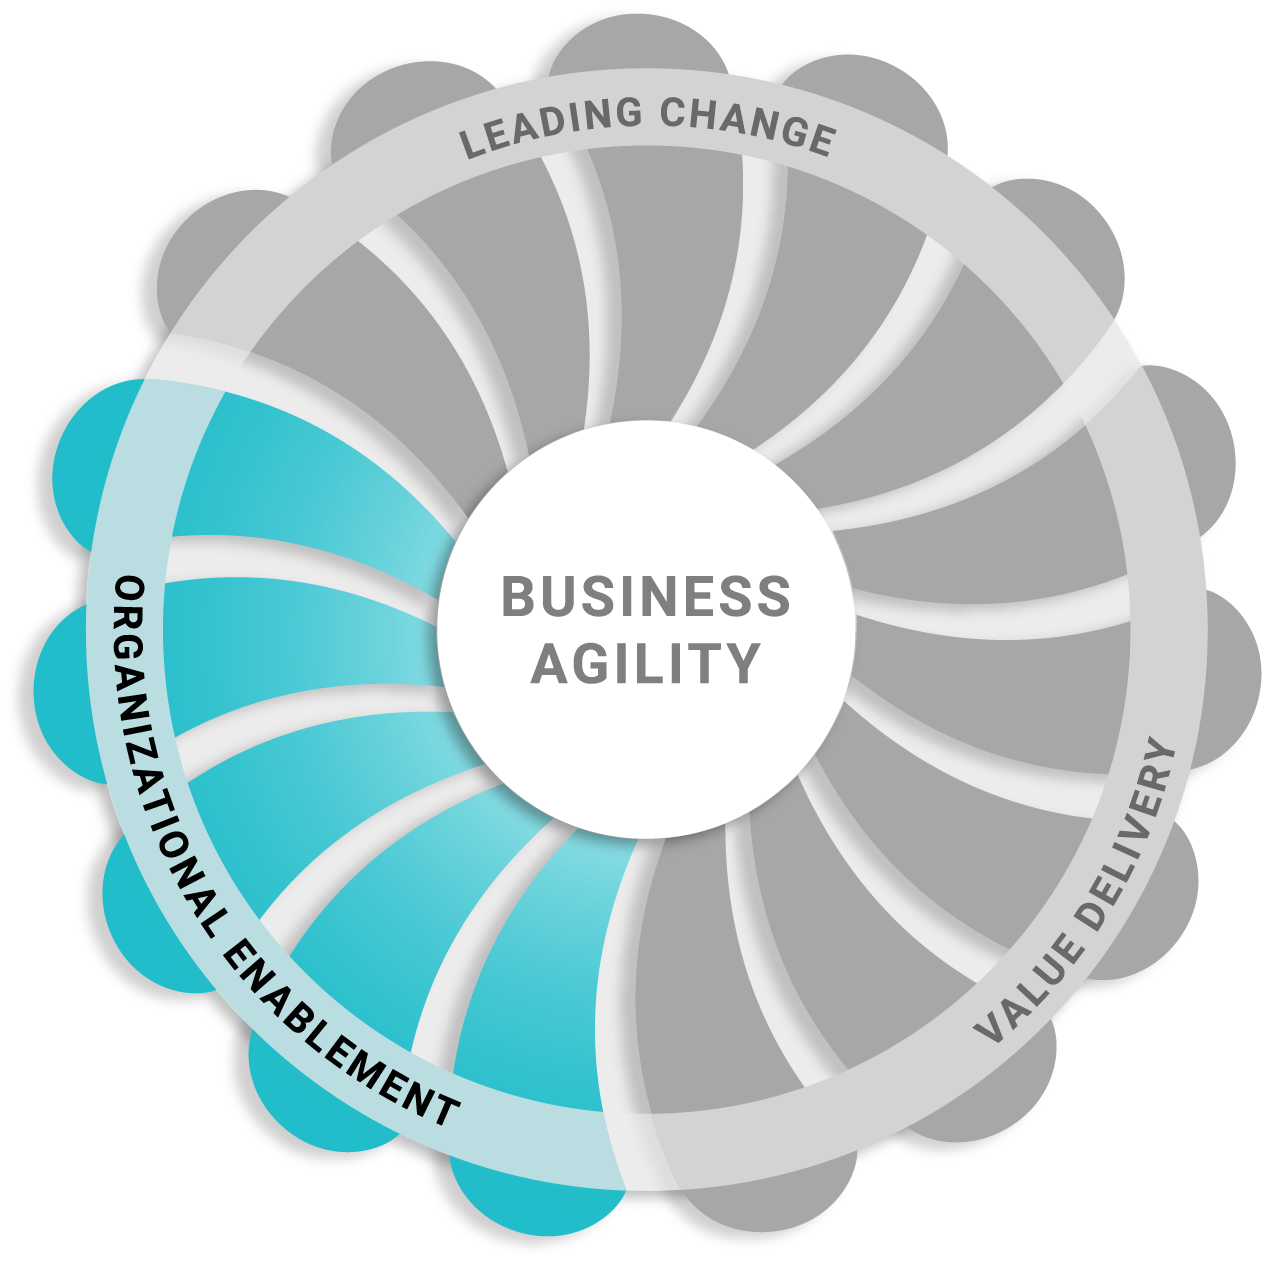 LEADING CHANGE
BUSINESS
AGILITY
ORGANIZATIONAL ENABLEMENT
VALUE DELIVERY